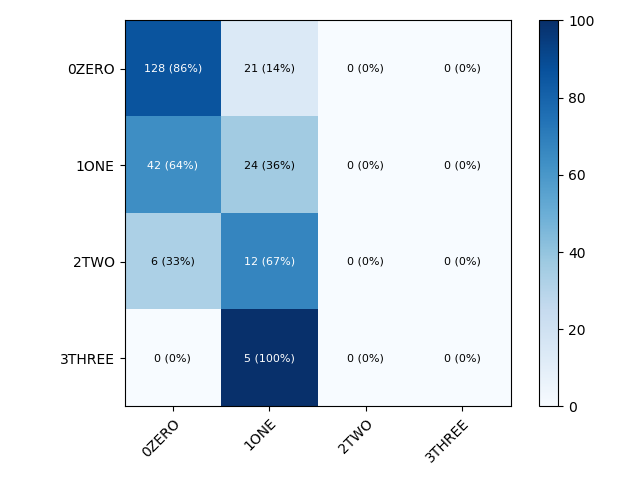 0ZERO 128 (86%) 21 (14%) 0 (0%) 0 (0%)
1ONE 42 (64%) 24 (36%) 0 (0%) 0 (0%)
2TWO 6 (33%) 12 (67%) 0 (0%) 0 (0%)
3THREE 0 (0%) 5 (100%) 0 (0%) 0 (0%)
0ZERO 1ONE 2TWO 3THREE
100
80
60
40
20
0